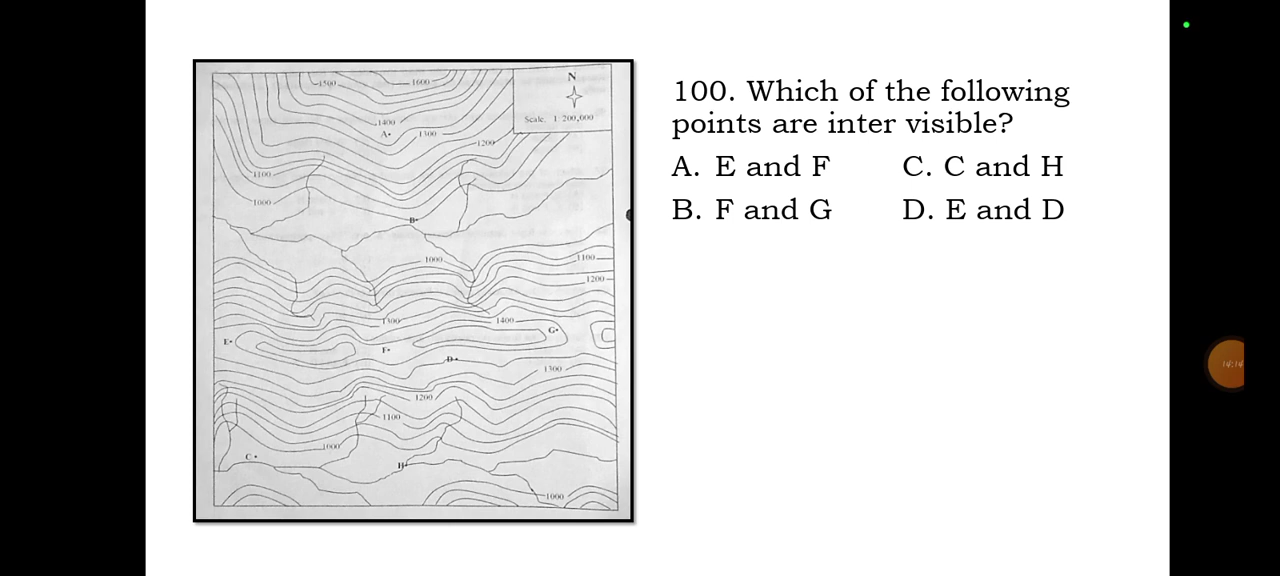 1500
1600
N
Scale. 1:200,000
1400
A
1300
1200
1100
1000
B
1000
1100
1200
1300
1400
G
E
F
D
1300
1200
1100
1000
C
H
1000
100. Which of the following
points are inter visible?
A. E and F C. C and H
B. F and G D. E and D